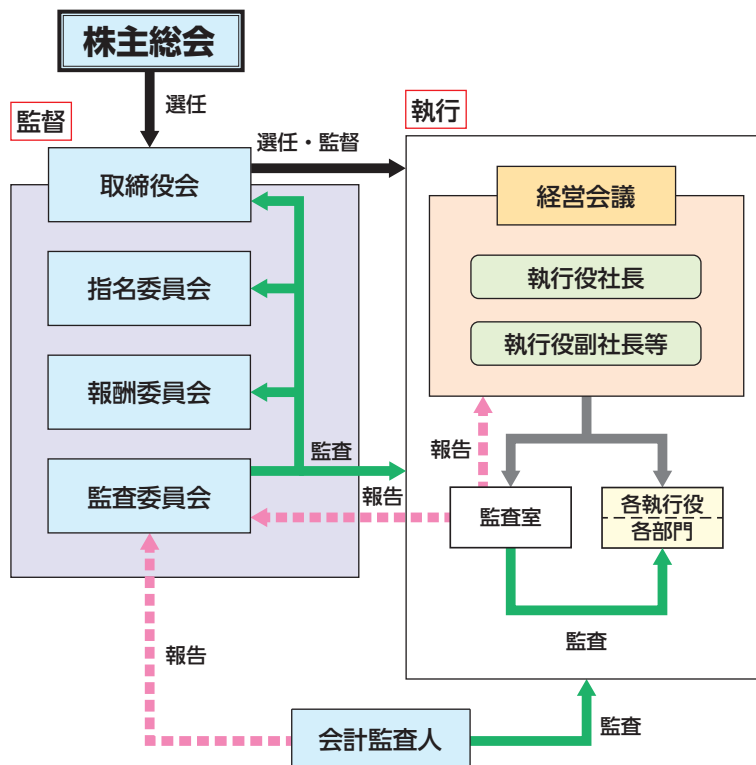 株主総会
選任
監督
執行
選任・監督
取締役会
経営会議
指名委員会
執行役社長
執行役副社長等
報酬委員会
監査
報告
監査委員会
報告
監査室
各執行役
各部門
監査
報告
会計監査人
監査